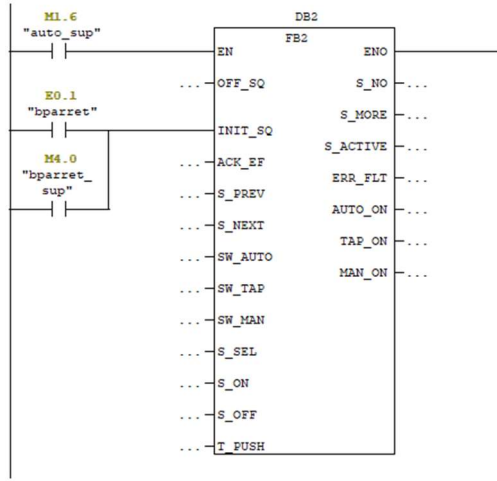 M1.6
"auto_sup"
DB2
FB2
EN
ENO
... OFF_SQ
S_NO ...
E0.1
"bparret"
S_MORE ...
INIT_SQ
S_ACTIVE ...
M4.0
"bparret_
sup"
... ACK_EF
ERR_FLT ...
... S_PREV
AUTO_ON ...
... S_NEXT
TAP_ON ...
... SW_AUTO
MAN_ON ...
... SW_TAP
... SW_MAN
... S_SEL
... S_ON
... S_OFF
... T_PUSH